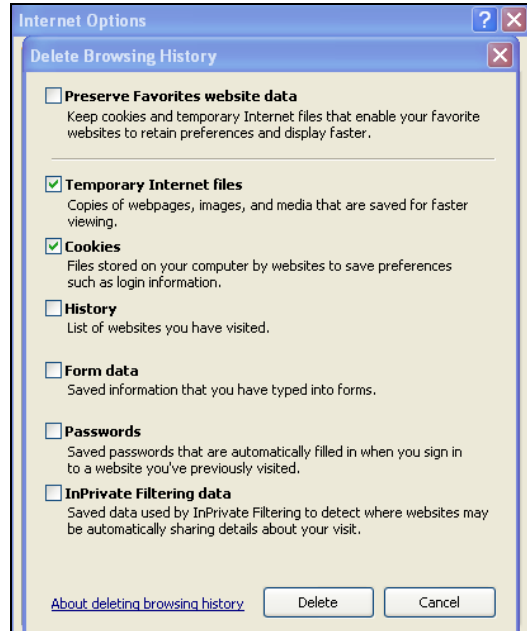 Internet Options
Delete Browsing History
Preserve Favorites website data
Keep cookies and temporary Internet files that enable your favorite
websites to retain preferences and display faster.
Temporary Internet files
Copies of webpages, images, and media that are saved for faster
viewing.
Cookies
Files stored on your computer by websites to save preferences
such as login information.
History
List of websites you have visited.
Form data
Saved information that you have typed into forms.
Passwords
Saved passwords that are automatically filled in when you sign in
to a website you've previously visited.
InPrivate Filtering data
Saved data used by InPrivate Filtering to detect where websites may
be automatically sharing details about your visit.
About deleting browsing history Delete Cancel